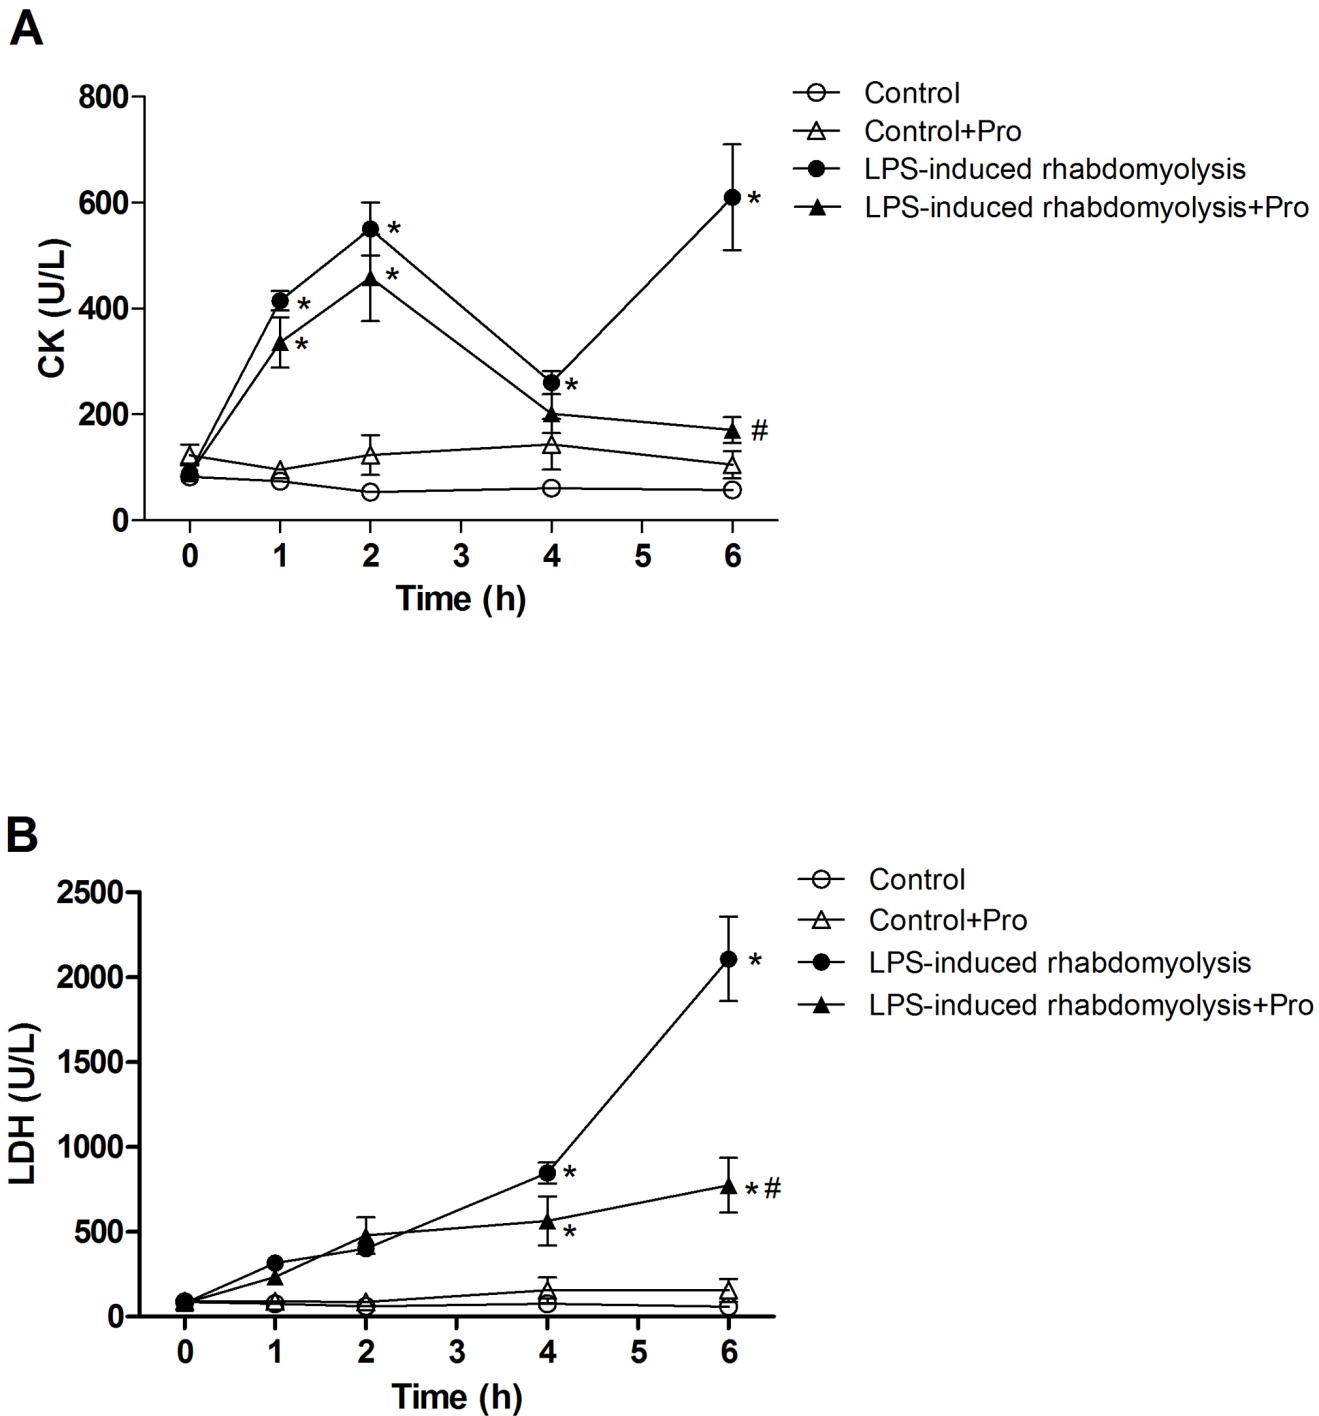 A
800
600
400
200
0
CK (U/L)
* * * * * * #
0 1 2 3 4 5 6
Time (h)
Control
Control+Pro
LPS-induced rhabdomyolysis
LPS-induced rhabdomyolysis+Pro
B
2500
2000
1500
1000
500
0
LDH (U/L)
* * * * #
0 1 2 3 4 5 6
Time (h)
Control
Control+Pro
LPS-induced rhabdomyolysis
LPS-induced rhabdomyolysis+Pro